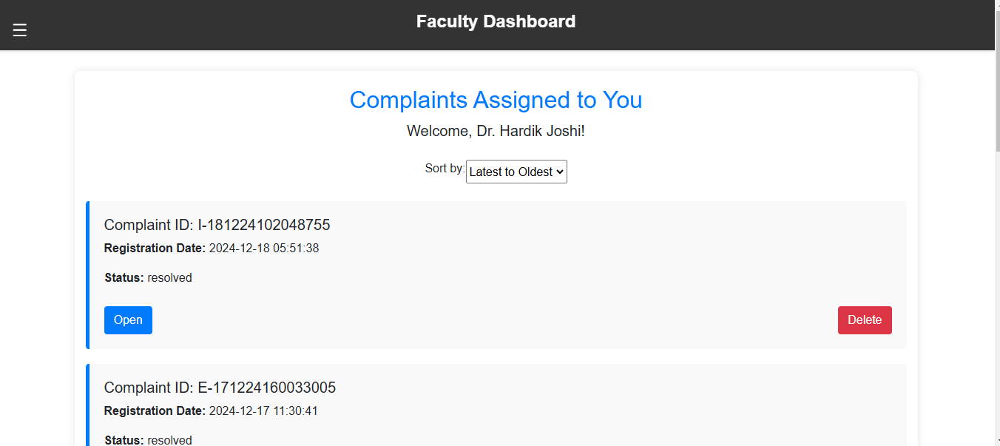 Faculty Dashboard
Complaints Assigned to You
Welcome, Dr. Hardik Joshi!
Sort by: Latest to Oldest
Complaint ID: I-181224102048755
Registration Date: 2024-12-18 05:51:38
Status: resolved
Open Delete
Complaint ID: E-171224160033005
Registration Date: 2024-12-17 11:30:41
Status: resolved